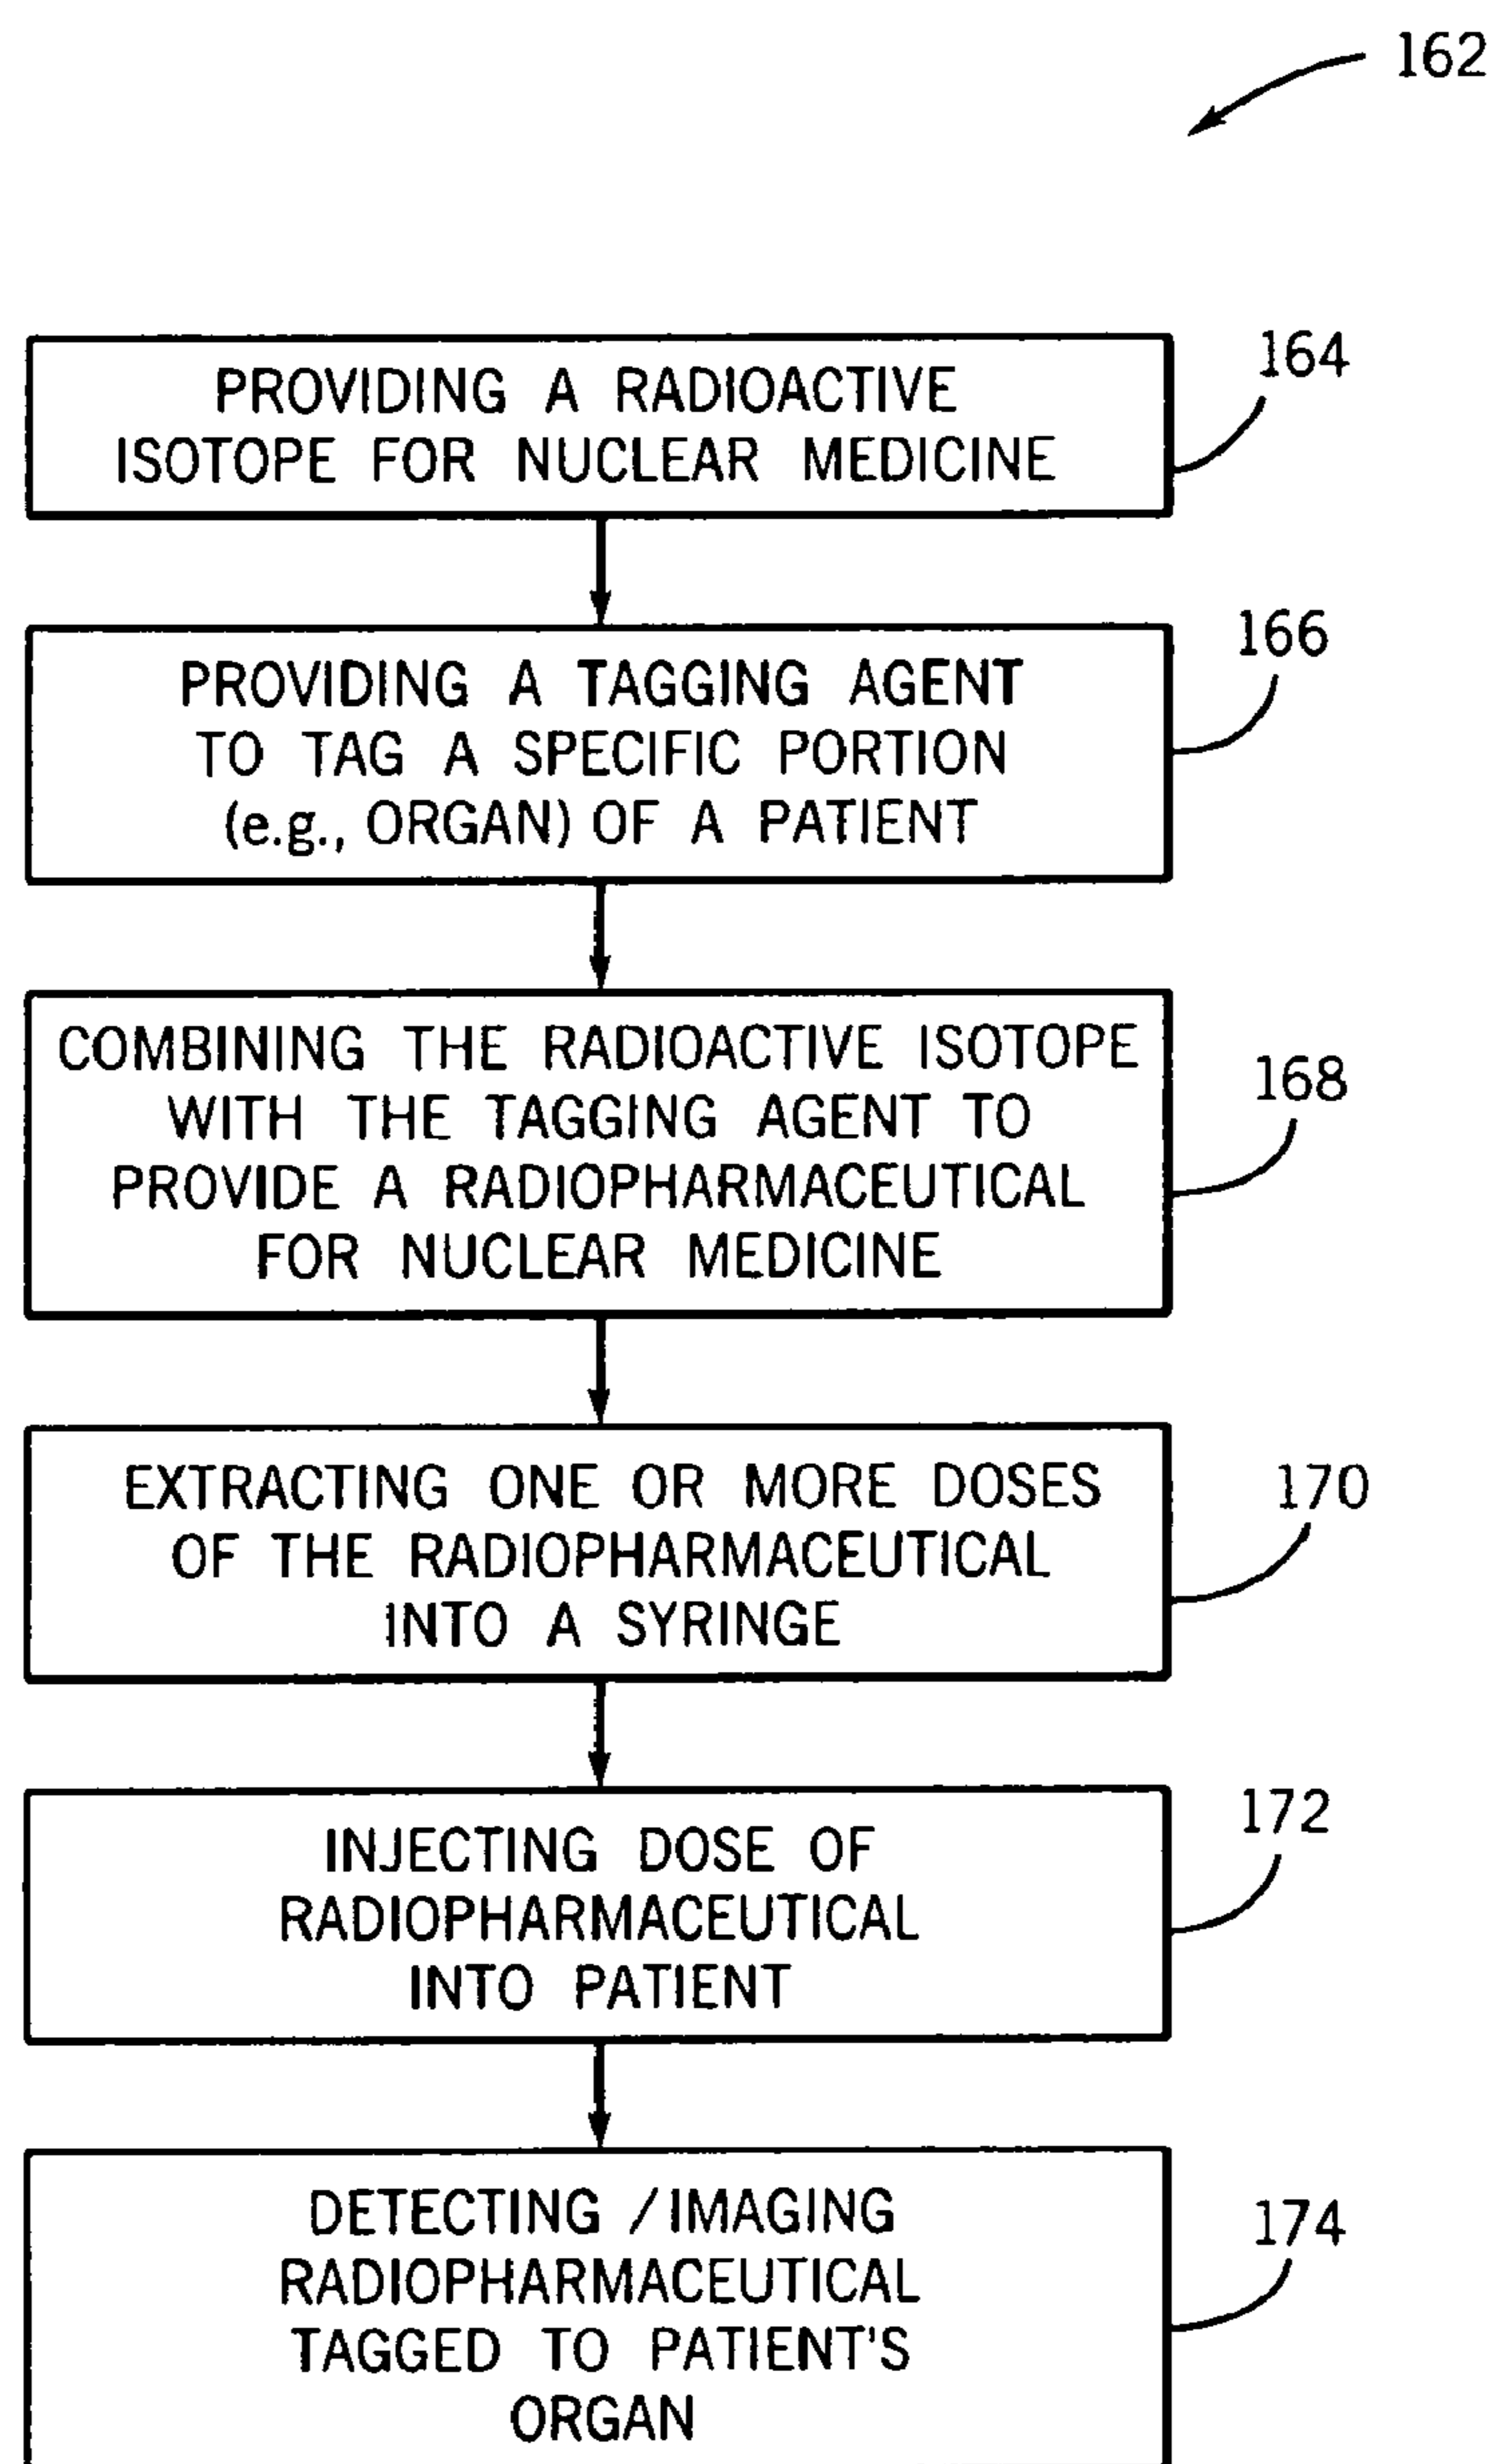 162
PROVIDING A RADIOACTIVE
ISOTOPE FOR NUCLEAR MEDICINE
164
PROVIDING A TAGGING AGENT
TO TAG A SPECIFIC PORTION
(e.g., ORGAN) OF A PATIENT
166
COMBINING THE RADIOACTIVE ISOTOPE
WITH THE TAGGING AGENT TO
PROVIDE A RADIOPHARMACEUTICAL
FOR NUCLEAR MEDICINE
168
EXTRACTING ONE OR MORE DOSES
OF THE RADIOPHARMACEUTICAL
INTO A SYRINGE
170
INJECTING DOSE OF
RADIOPHARMACEUTICAL
INTO PATIENT
172
DETECTING /IMAGING
RADIOPHARMACEUTICAL
TAGGED TO PATIENT'S
ORGAN
174